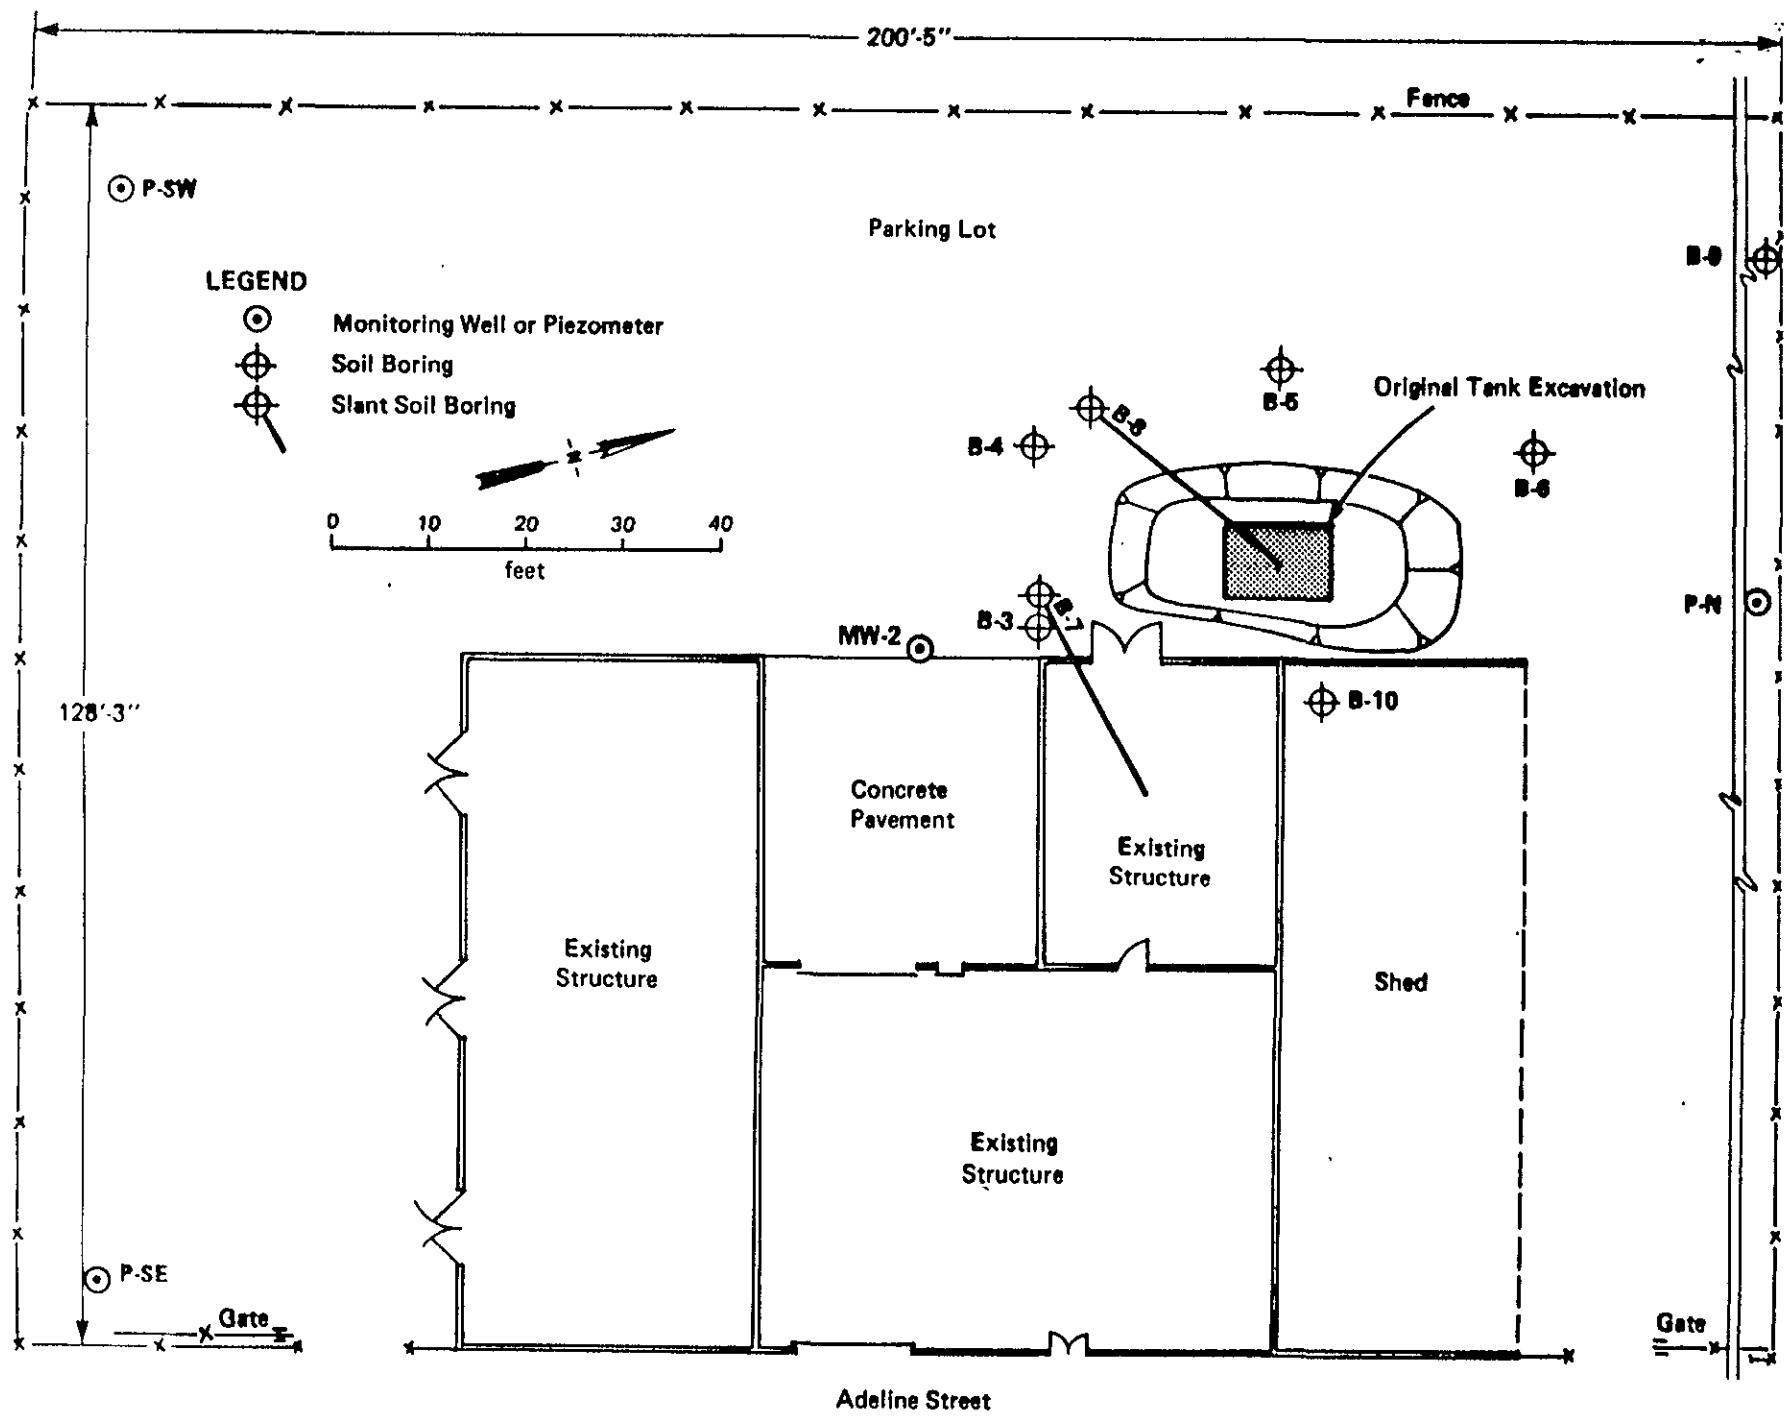 200'-5"
Fence
P-SW
Parking Lot
B-9
LEGEND
Monitoring Well or Piezometer
Soil Boring
Slant Soil Boring
B-5
Original Tank Excavation
B-8
B-4
B-6
0 10 20 30 40
feet
P-N
B-7
B-3
MW-2
B-10
128'-3"
Concrete
Pavement
Existing
Structure
Existing
Structure
Shed
Existing
Structure
P-SE
Gate
Gate
Adeline Street